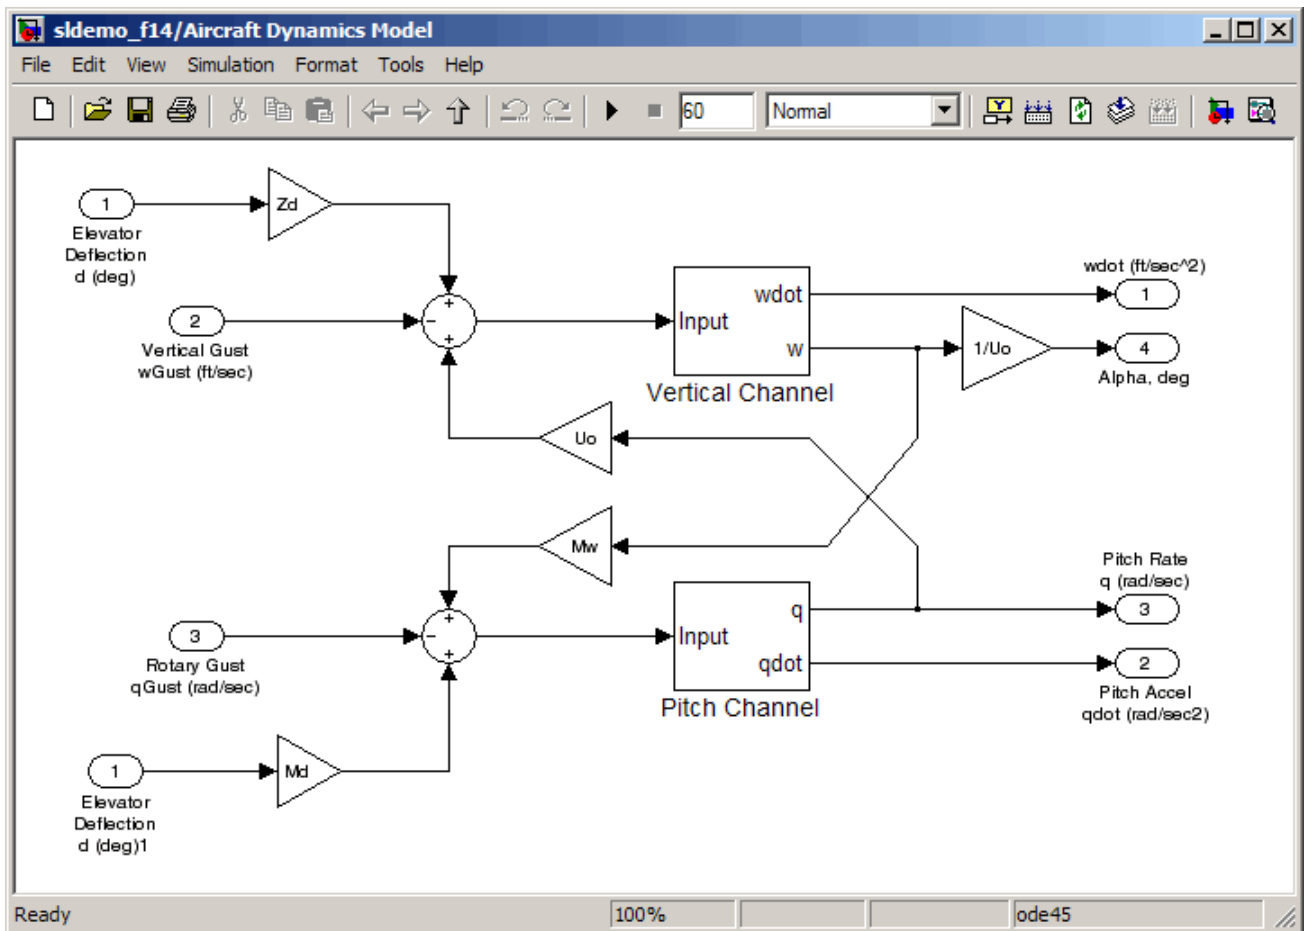 sldemo_f14/Aircraft Dynamics Model
File Edit View Simulation Format Tools Help
60 Normal
1
Elevator
Deflection
d (deg)
Zd
2
Vertical Gust
wGust (ft/sec)
+
-
+
Input
wdot
w
Vertical Channel
wdot (ft/sec^2)
1
1/Uo
4
Alpha, deg
Uo
Mw
3
Rotary Gust
qGust (rad/sec)
+
-
+
Input
q
qdot
Pitch Channel
Pitch Rate
q (rad/sec)
3
2
Pitch Accel
qdot (rad/sec2)
1
Elevator
Deflection
d (deg)1
Md
Ready 100% ode45